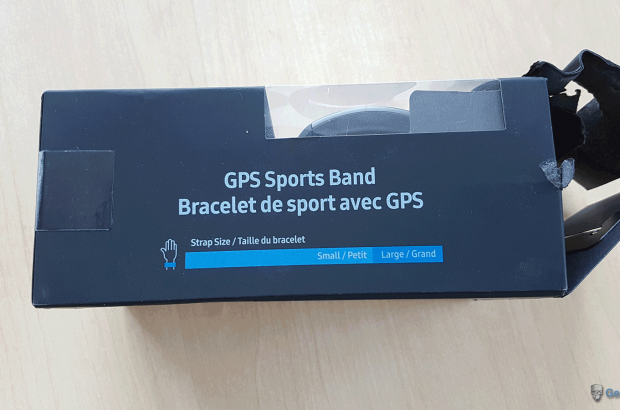 GPS Sports Band
Bracelet de sport avec GPS
Strap Size / Taille du bracelet
Small / Petit Large / Grand